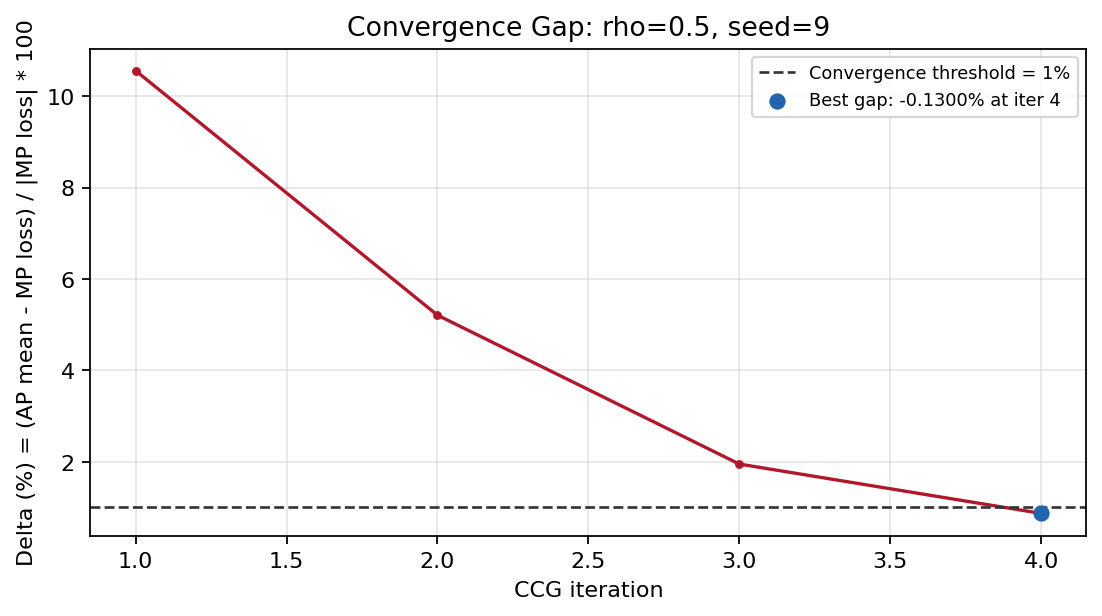 Convergence Gap: rho=0.5, seed=9
Delta (%) = (AP mean - MP loss) / |MP loss| * 100
10
8
6
4
2
Convergence threshold = 1%
Best gap: -0.1300% at iter 4
1.0 1.5 2.0 2.5 3.0 3.5 4.0
CCG iteration